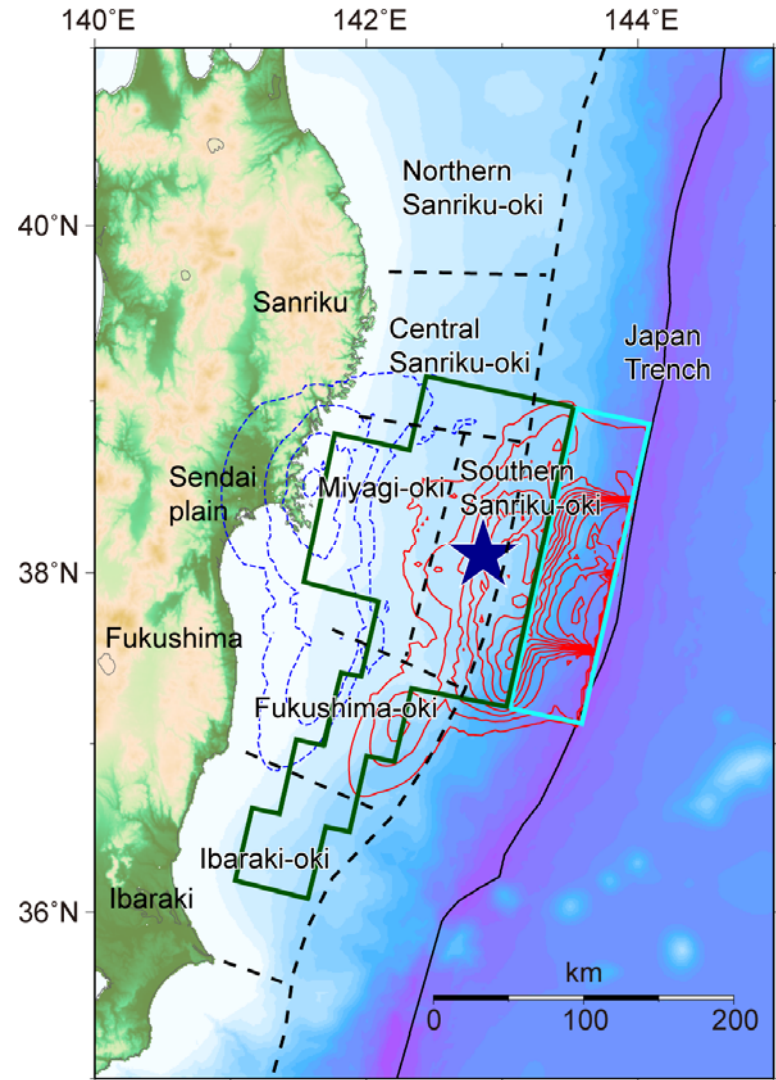 140°E
142°E
144°E
40°N
38°N
36°N
Northern
Sanriku-oki
Sanriku
Central
Sanriku-oki
Japan
Trench
Sendai
plain
Miyagi-oki
Southern
Sanriku-oki
Fukushima
Fukushima-oki
Ibaraki-oki
Ibaraki
km
0
100
200